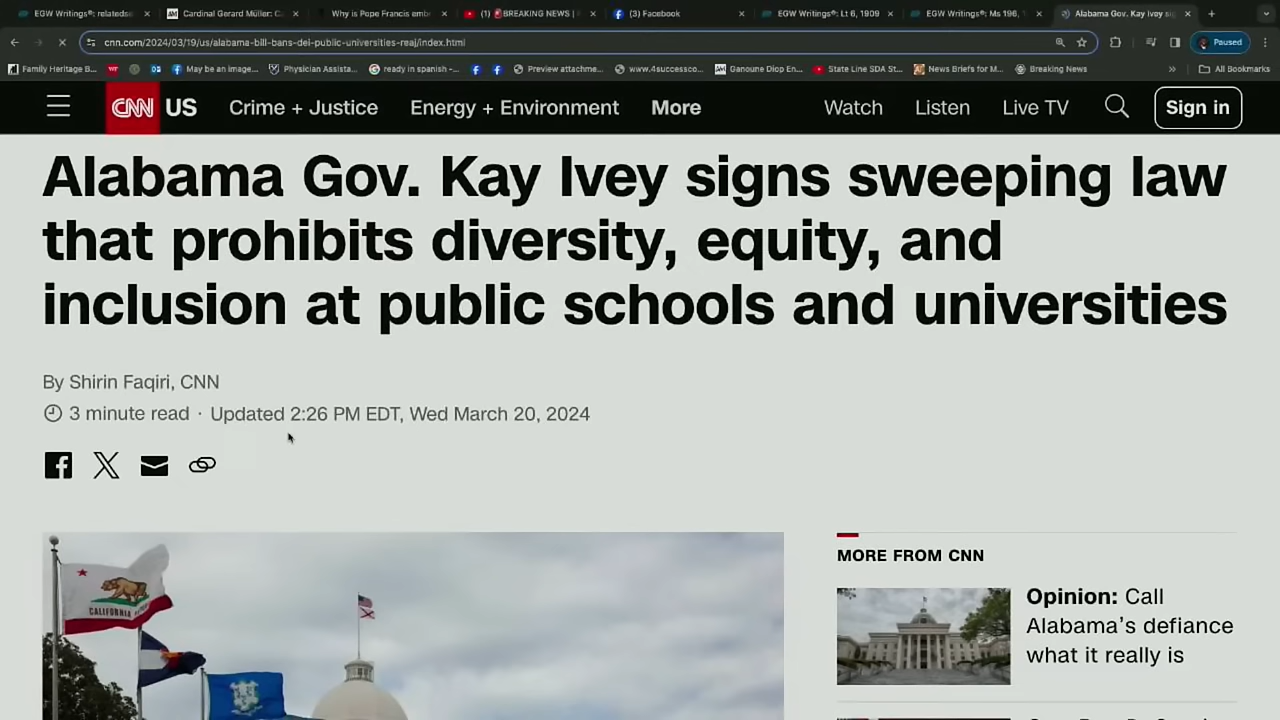 EGW Writings®: relatedse
Cardinal Gerard Müller: C
Why is Pope Francis emb
(1) 🚨BREAKING NEWS |
(3) Facebook
EGW Writings®: Lt 6, 1909
EGW Writings®: Ms 196,
Alabama Gov. Kay Ivey sig
cnn.com/2024/03/19/us/alabama-bill-bans-dei-public-universities-reaj/index.html
Paused
Family Heritage B...
May be an image...
Physician Assista...
ready in spanish -...
Preview attachme...
www.4successco...
Ganoune Diop En...
State Line SDA St...
News Briefs for M...
Breaking News
All Bookmarks
CNN US
Crime + Justice
Energy + Environment
More
Watch
Listen
Live TV
Sign in
Alabama Gov. Kay Ivey signs sweeping law
that prohibits diversity, equity, and
inclusion at public schools and universities
By Shirin Faqiri, CNN
3 minute read · Updated 2:26 PM EDT, Wed March 20, 2024
MORE FROM CNN
Opinion: Call
Alabama's defiance
what it really is
CALIFORNIA